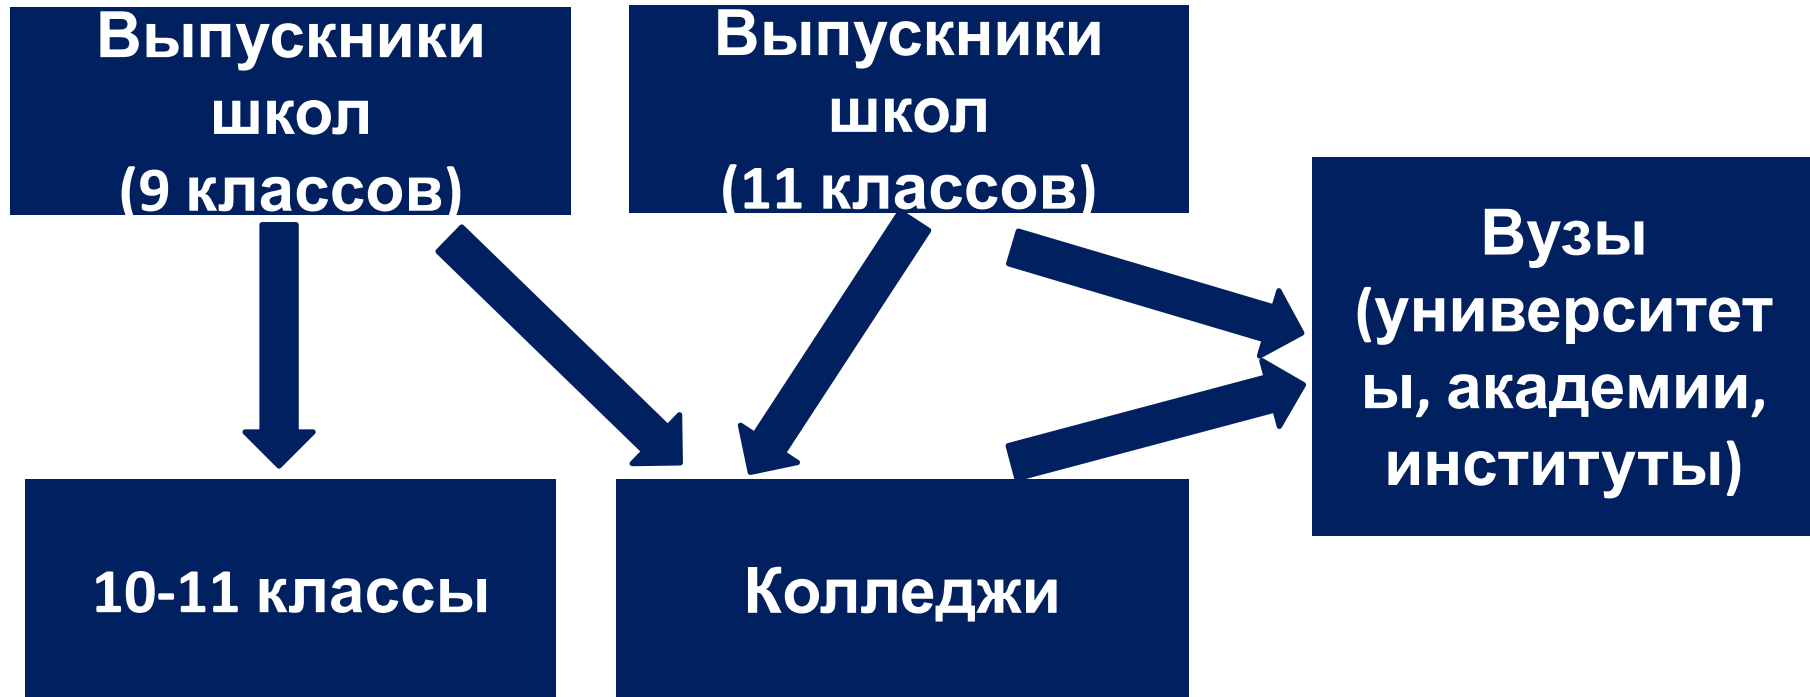 Выпускники
школ
(9 классов)
Выпускники
школ
(11 классов)
Вузы
(университет
ы, академии,
институты)
10-11 классы
Колледжи